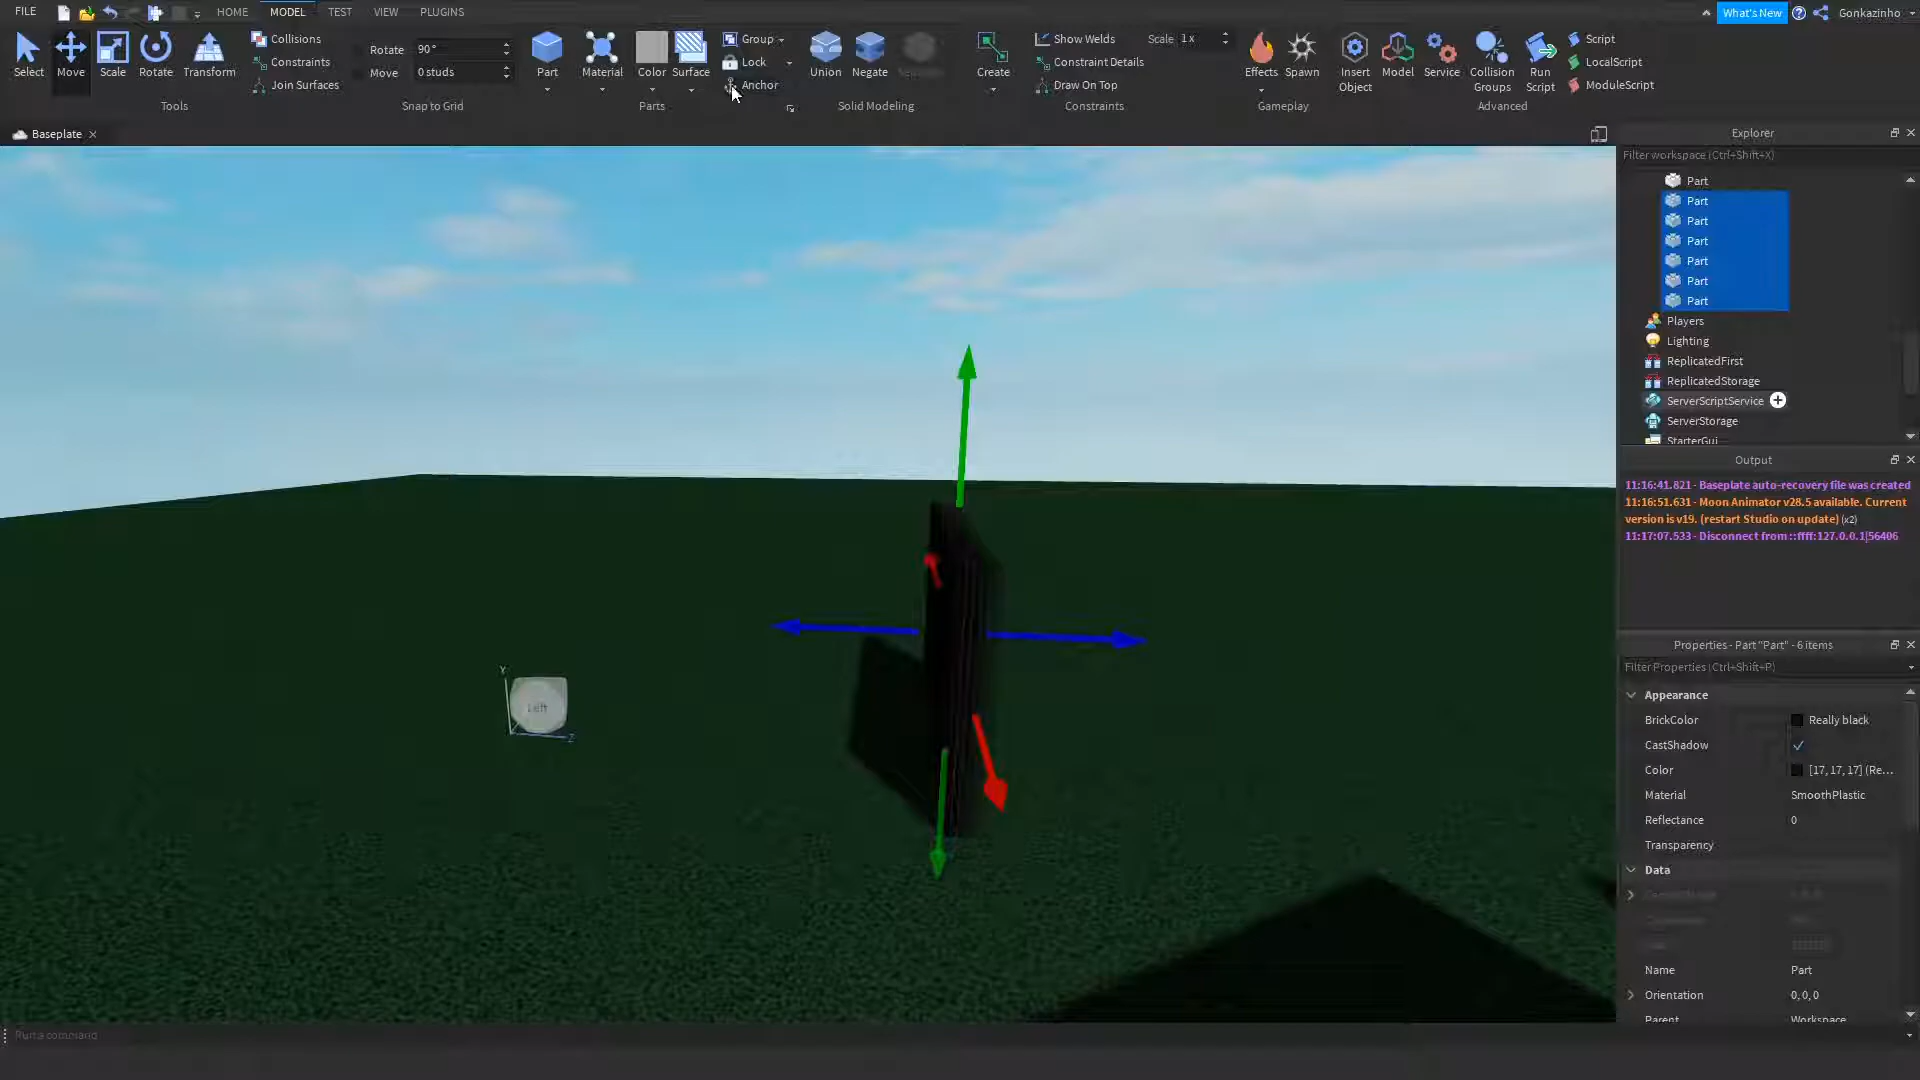 FILE HOME MODEL TEST VIEW PLUGINS What's New Gonkazinho
Select Move Scale Rotate Transform
Collisions
Constraints
Join Surfaces
Tools
Rotate 90°
Move 0 studs
Snap to Grid
Part Material Color Surface
Group
Lock
Anchor
Parts
Union Negate
Solid Modeling
Create
Show Welds Scale 1 x
Constraint Details
Draw On Top
Constraints
Effects Spawn
Gameplay
Insert Object
Model
Service
Collision Groups
Run Script
Script
LocalScript
ModuleScript
Advanced
Baseplate
Explorer
Filter workspace (Ctrl+Shift+X)
Part
Part
Part
Part
Part
Part
Part
Players
Lighting
ReplicatedFirst
ReplicatedStorage
ServerScriptService
ServerStorage
StarterGui
Output
11:16:41.821 - Baseplate auto-recovery file was created
11:16:51.631 - Moon Animator v28.5 available. Current
version is v19. (restart Studio on update) (x2)
11:17:07.533 - Disconnect from ::ffff:127.0.0.1|56406
Properties - Part "Part" - 6 items
Filter Properties (Ctrl+Shift+P)
Appearance
BrickColor Really black
CastShadow
Color [17, 17, 17] (Re...
Material SmoothPlastic
Reflectance 0
Transparency
Data
Name Part
Orientation 0, 0, 0
Parent Workspace
Y
Left
Z
Run a command